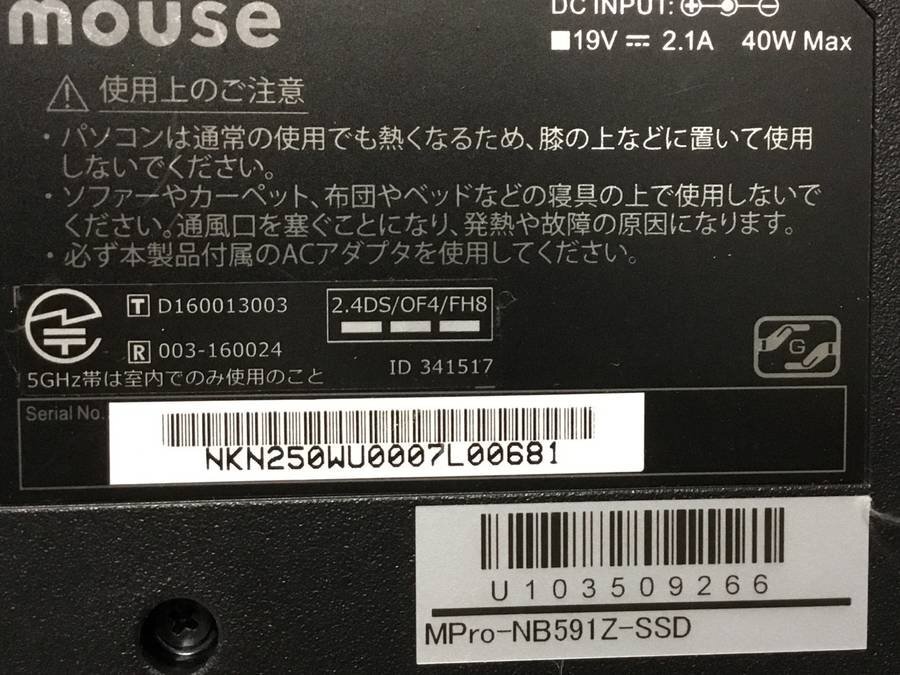 mouse
DC INPUT:
■19V 2.1A 40W Max
使用上のご注意
・パソコンは通常の使用でも熱くなるため、膝の上などに置いて使用
しないでください。
・ソファーやカーペット、布団やベッドなどの寝具の上で使用しないで
ください。通風口を塞ぐことになり、発熱や故障の原因になります。
・必ず本製品付属のACアダプタを使用してください。
T D160013003
2.4DS/OF4/FH8
R 003-160024
ID 341517
5GHz帯は室内でのみ使用のこと
G
Serial No.
NKN250WU0007L00681
U103509266
MPro-NB591Z-SSD